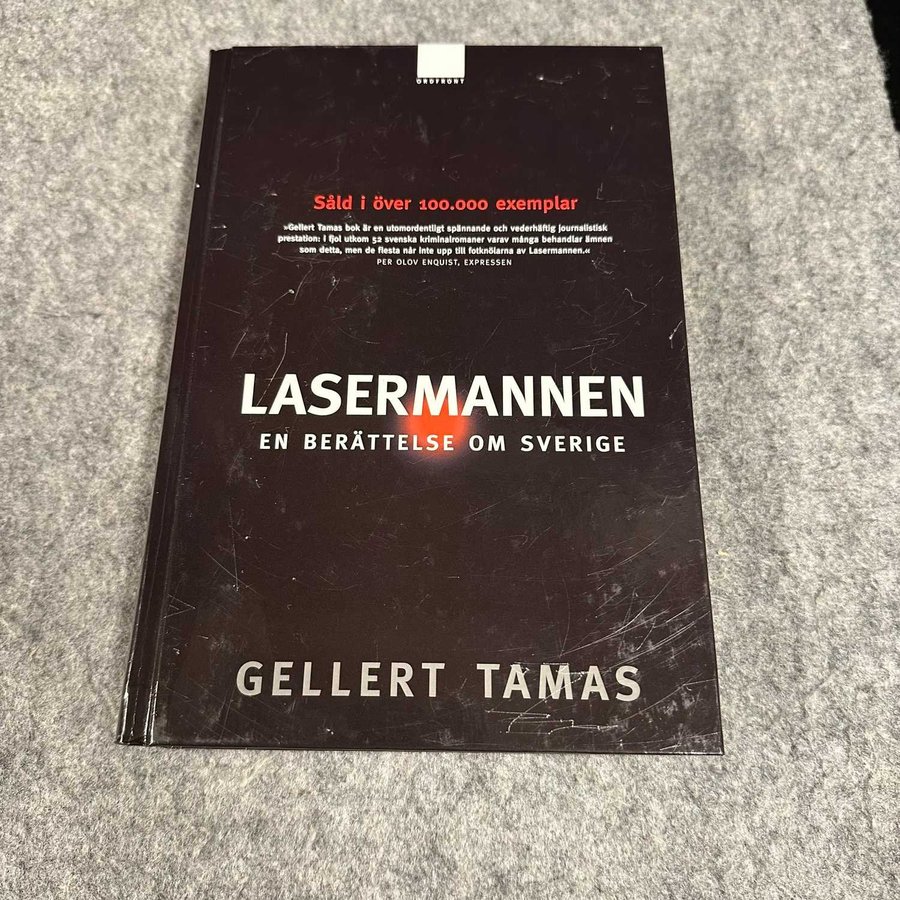 ORDFRONT
Såld i över 100.000 exemplar
»Gellert Tamas bok är en utomordentligt spännande och vederhäftig journalistisk
prestation: I fjol utkom 52 svenska kriminalromaner varav många behandlar ämnen
som detta, men de flesta når inte upp till fotknölarna av Lasermannen.«
PER OLOV ENQUIST, EXPRESSEN
LASERMANNEN
EN BERÄTTELSE OM SVERIGE
GELLERT TAMAS